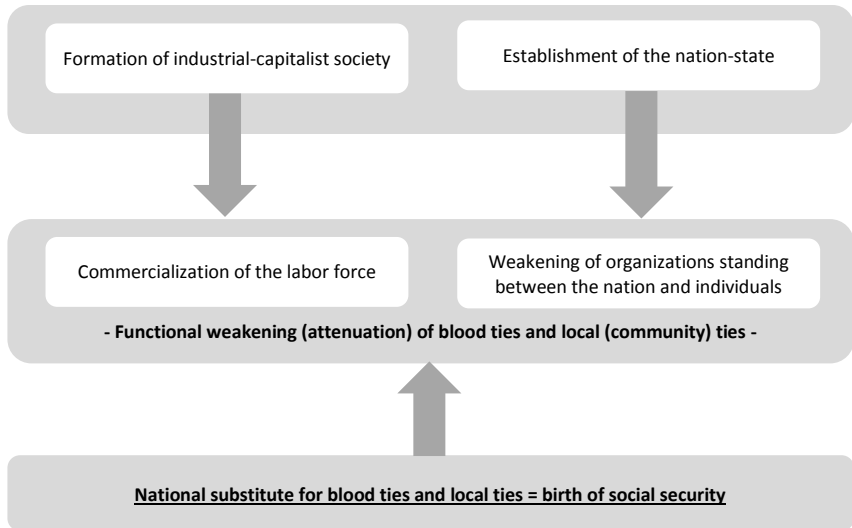 Formation of industrial-capitalist society
Establishment of the nation-state
Commercialization of the labor force
Weakening of organizations standing
between the nation and individuals
- Functional weakening (attenuation) of blood ties and local (community) ties -
National substitute for blood ties and local ties = birth of social security